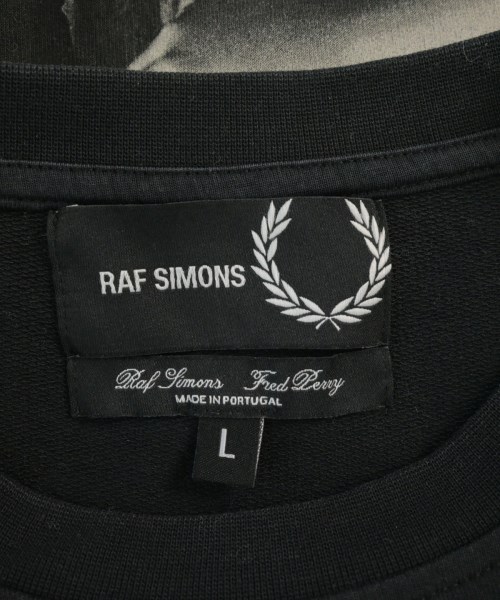 RAF SIMONS
Raf Simons Fred Perry
MADE IN PORTUGAL
L